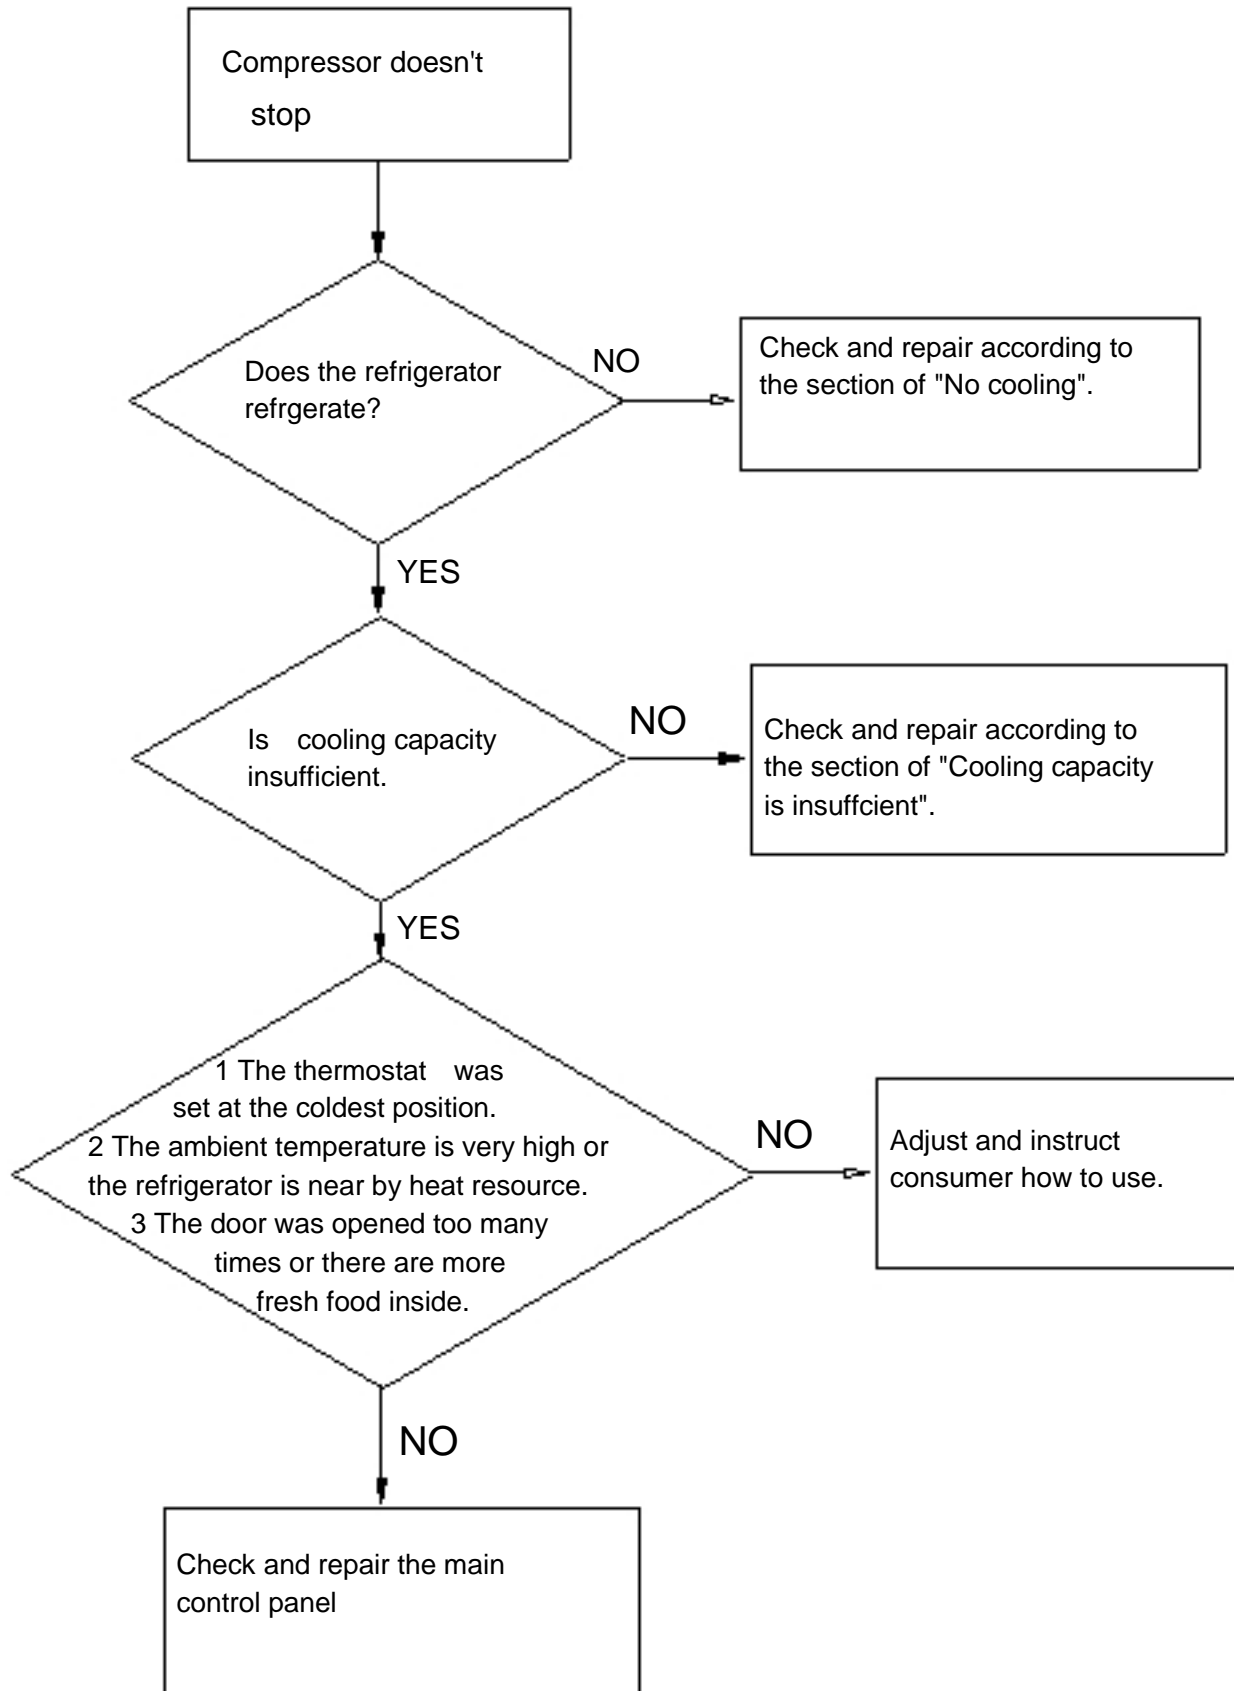 Compressor doesn't
stop
Does the refrigerator
refrgerate?
NO
Check and repair according to
the section of "No cooling".
YES
Is cooling capacity
insufficient.
NO
Check and repair according to
the section of "Cooling capacity
is insuffcient".
YES
1 The thermostat was
set at the coldest position.
2 The ambient temperature is very high or
the refrigerator is near by heat resource.
3 The door was opened too many
times or there are more
fresh food inside.
NO
Adjust and instruct
consumer how to use.
NO
Check and repair the main
control panel